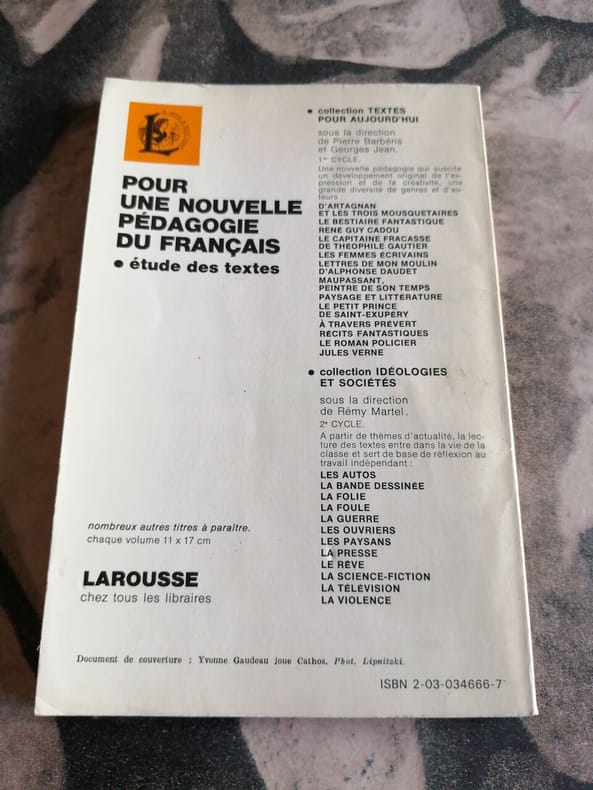 L
POUR
UNE NOUVELLE
PÉDAGOGIE
DU FRANÇAIS
• étude des textes
nombreux autres titres à paraître.
chaque volume 11 x 17 cm
LAROUSSE
chez tous les libraires
• collection TEXTES
POUR AUJOURD'HUI
sous la direction
de Pierre Barbéris
et Georges Jean.
1er CYCLE.
Une nouvelle pédagogie qui suscite
un développement original de l'ex-
pression et de la créativité, une
grande diversité de genres et d'au-
teurs :
D'ARTAGNAN
ET LES TROIS MOUSQUETAIRES
LE BESTIAIRE FANTASTIQUE
RENE GUY CADOU
LE CAPITAINE FRACASSE
DE THEOPHILE GAUTIER
LES FEMMES ÉCRIVAINS
LETTRES DE MON MOULIN
D'ALPHONSE DAUDET
MAUPASSANT,
PEINTRE DE SON TEMPS
PAYSAGE ET LITTÉRATURE
LE PETIT PRINCE
DE SAINT-EXUPÉRY
À TRAVERS PRÉVERT
RÉCITS FANTASTIQUES
LE ROMAN POLICIER
JULES VERNE
• collection IDÉOLOGIES
ET SOCIÉTÉS
sous la direction
de Rémy Martel.
2e CYCLE.
A partir de thèmes d'actualité, la lec-
ture des textes entre dans la vie de la
classe et sert de base de réflexion au
travail indépendant :
LES AUTOS
LA BANDE DESSINÉE
LA FOLIE
LA FOULE
LA GUERRE
LES OUVRIERS
LES PAYSANS
LA PRESSE
LE RÊVE
LA SCIENCE-FICTION
LA TÉLÉVISION
LA VIOLENCE
Document de couverture : Yvonne Gaudeau joue Cathos. Phot. Lipnitzki.
ISBN 2-03-034666-7